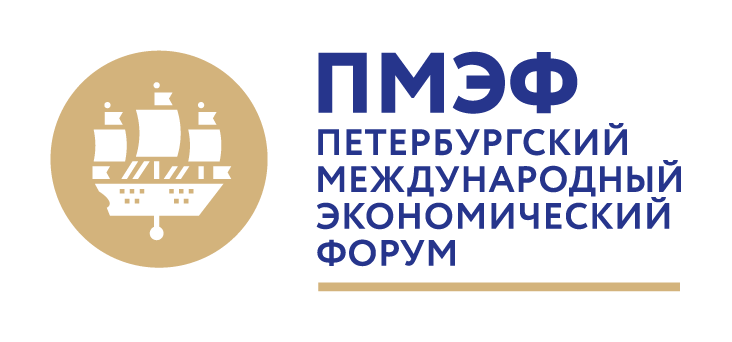 ПМЭФ
ПЕТЕРБУРГСКИЙ
МЕЖДУНАРОДНЫЙ
ЭКОНОМИЧЕСКИЙ
ФОРУМ